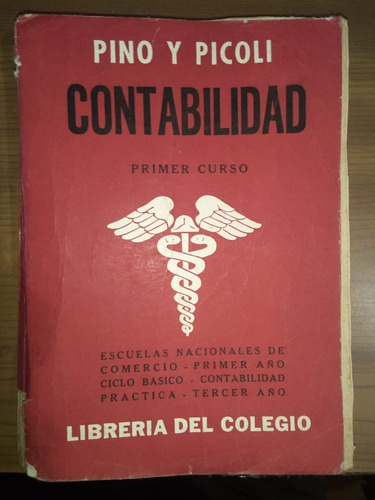 PINO Y PICOLI
CONTABILIDAD
PRIMER CURSO
ESCUELAS NACIONALES DE
COMERCIO - PRIMER AÑO
CICLO BASICO - CONTABILIDAD
PRACTICA - TERCER AÑO
LIBRERIA DEL COLEGIO